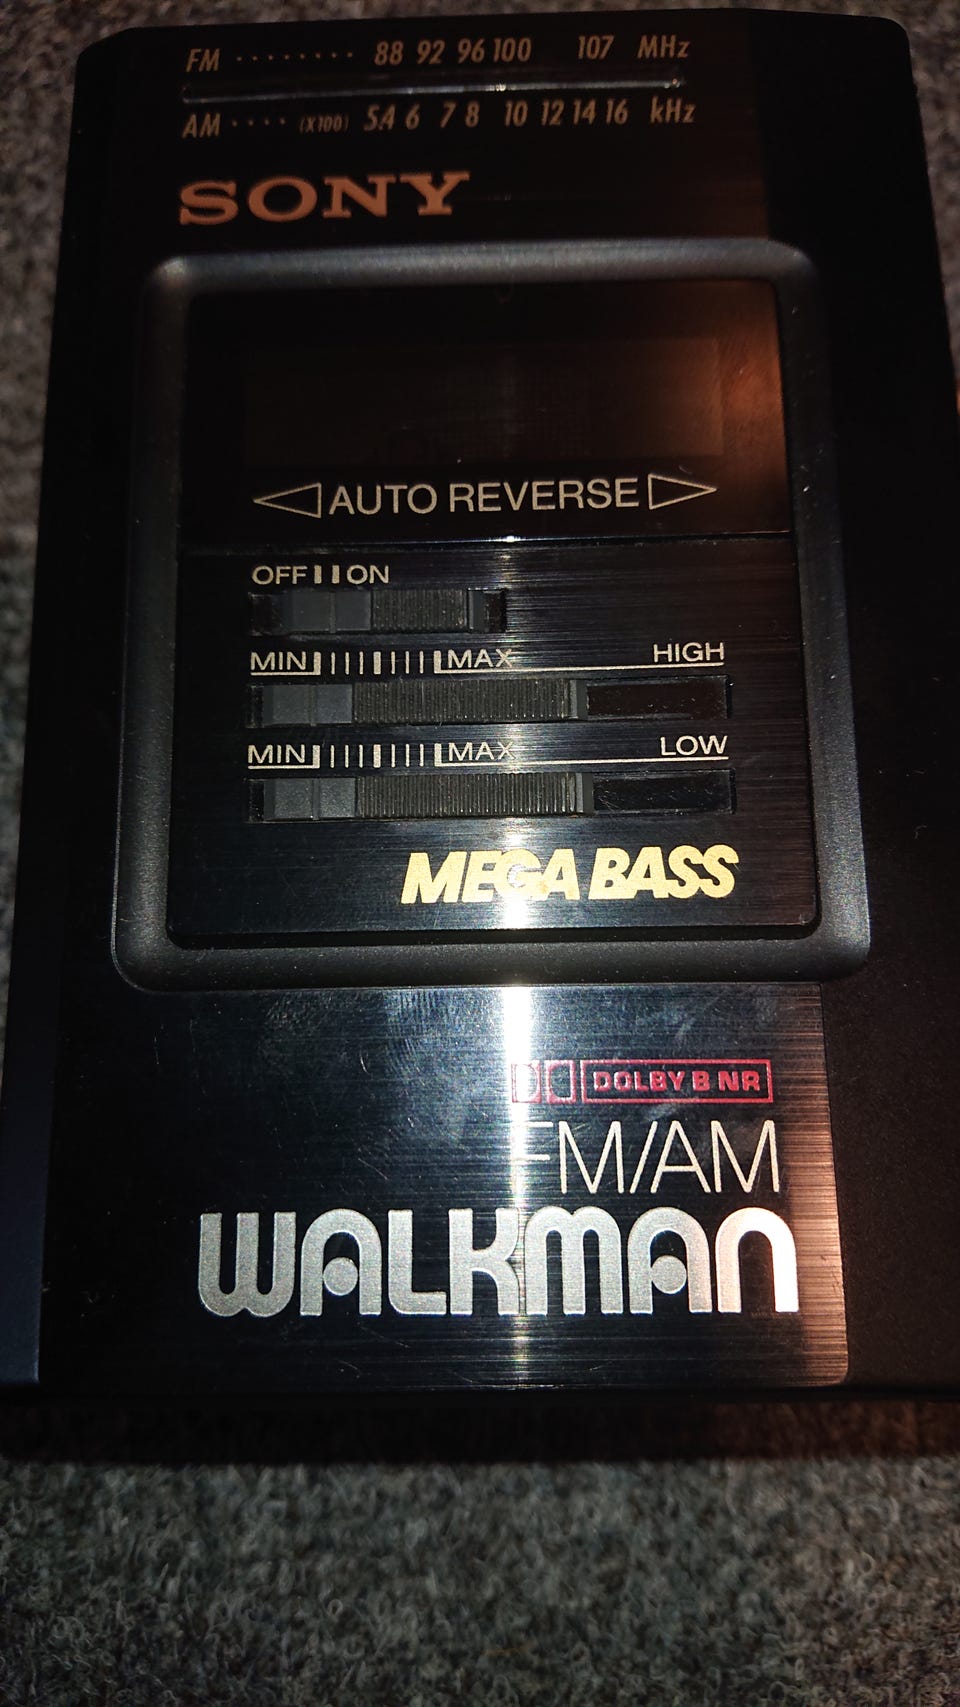 FM 88 92 96 100 107 MHz
AM (X100) 5.4 6 7 8 10 12 14 16 kHz
SONY
AUTO REVERSE
OFF ON
MIN MAX HIGH
MIN MAX LOW
MEGA BASS
DOLBY B NR
FM/AM
WALKMAN